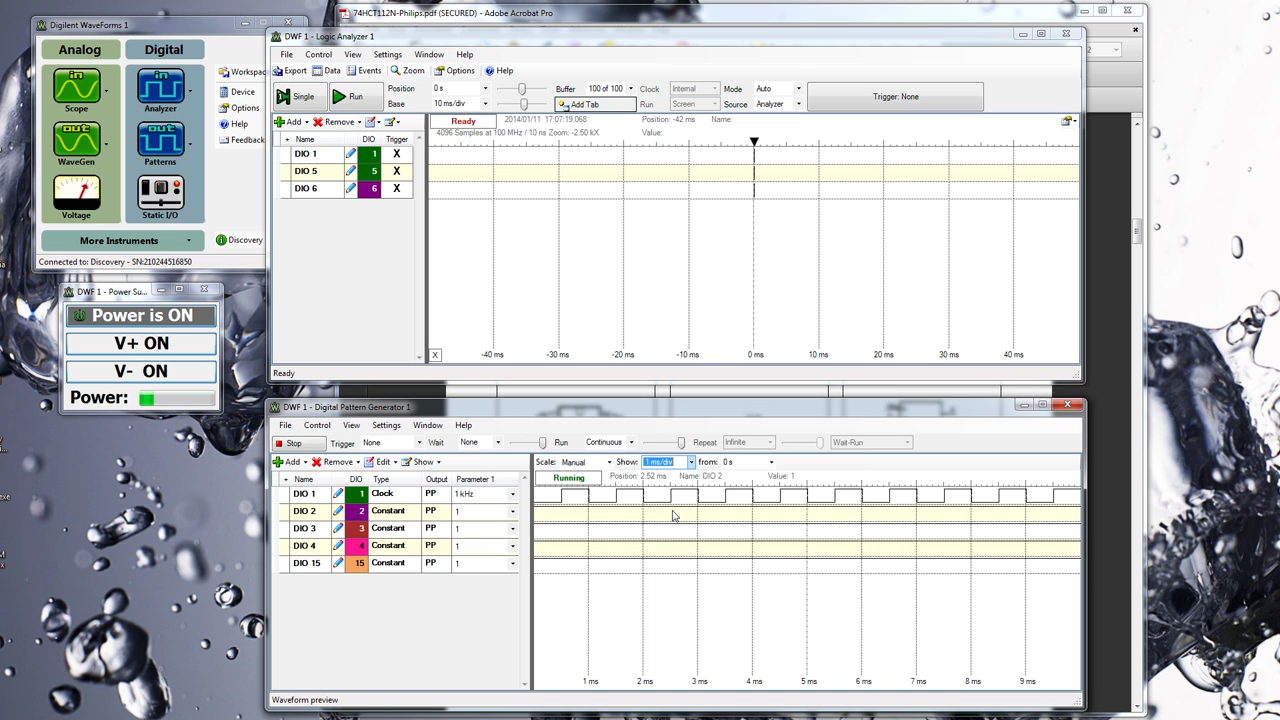 Digilent WaveForms 1
Analog
Digital
Scope
Analyzer
WaveGen
Patterns
Voltage
Static I/O
More Instruments
Workspac
Device
Options
Help
Feedback
Discovery
Connected to: Discovery - SN:210244516850
DWF 1 - Power Su...
Power is ON
V+ ON
V- ON
Power:
74HCT112N-Philips.pdf (SECURED) - Adobe Acrobat Pro
DWF 1 - Logic Analyzer 1
File Control View Settings Window Help
Export Data Events Zoom Options Help
Single Run
Position 0 s Buffer 100 of 100 Clock Internal Mode Auto
Base 10 ms/div Add Tab Run Screen Source Analyzer
Trigger: None
Add Remove
Ready 2014/01/11 17:07:19.068 Position: -42 ms Name:
4096 Samples at 100 MHz / 10 ns Zoom: -2.50 kX Value:
+ Name DIO Trigger
DIO 1 1 X
DIO 5 5 X
DIO 6 6 X
X -40 ms -30 ms -20 ms -10 ms 0 ms 10 ms 20 ms 30 ms 40 ms
Ready
DWF 1 - Digital Pattern Generator 1
File Control View Settings Window Help
Stop Trigger None Wait None Run Continuous Repeat Infinite Wait-Run
Add Remove Edit Show
Scale: Manual Show: 1 ms/div from: 0 s
Running Position: 2.52 ms Name: DIO 2 Value: 1
+ Name DIO Type Output Parameter 1
DIO 1 1 Clock PP 1 kHz
DIO 2 2 Constant PP 1
DIO 3 3 Constant PP 1
DIO 4 4 Constant PP 1
DIO 15 15 Constant PP 1
1 ms 2 ms 3 ms 4 ms 5 ms 6 ms 7 ms 8 ms 9 ms
Waveform preview